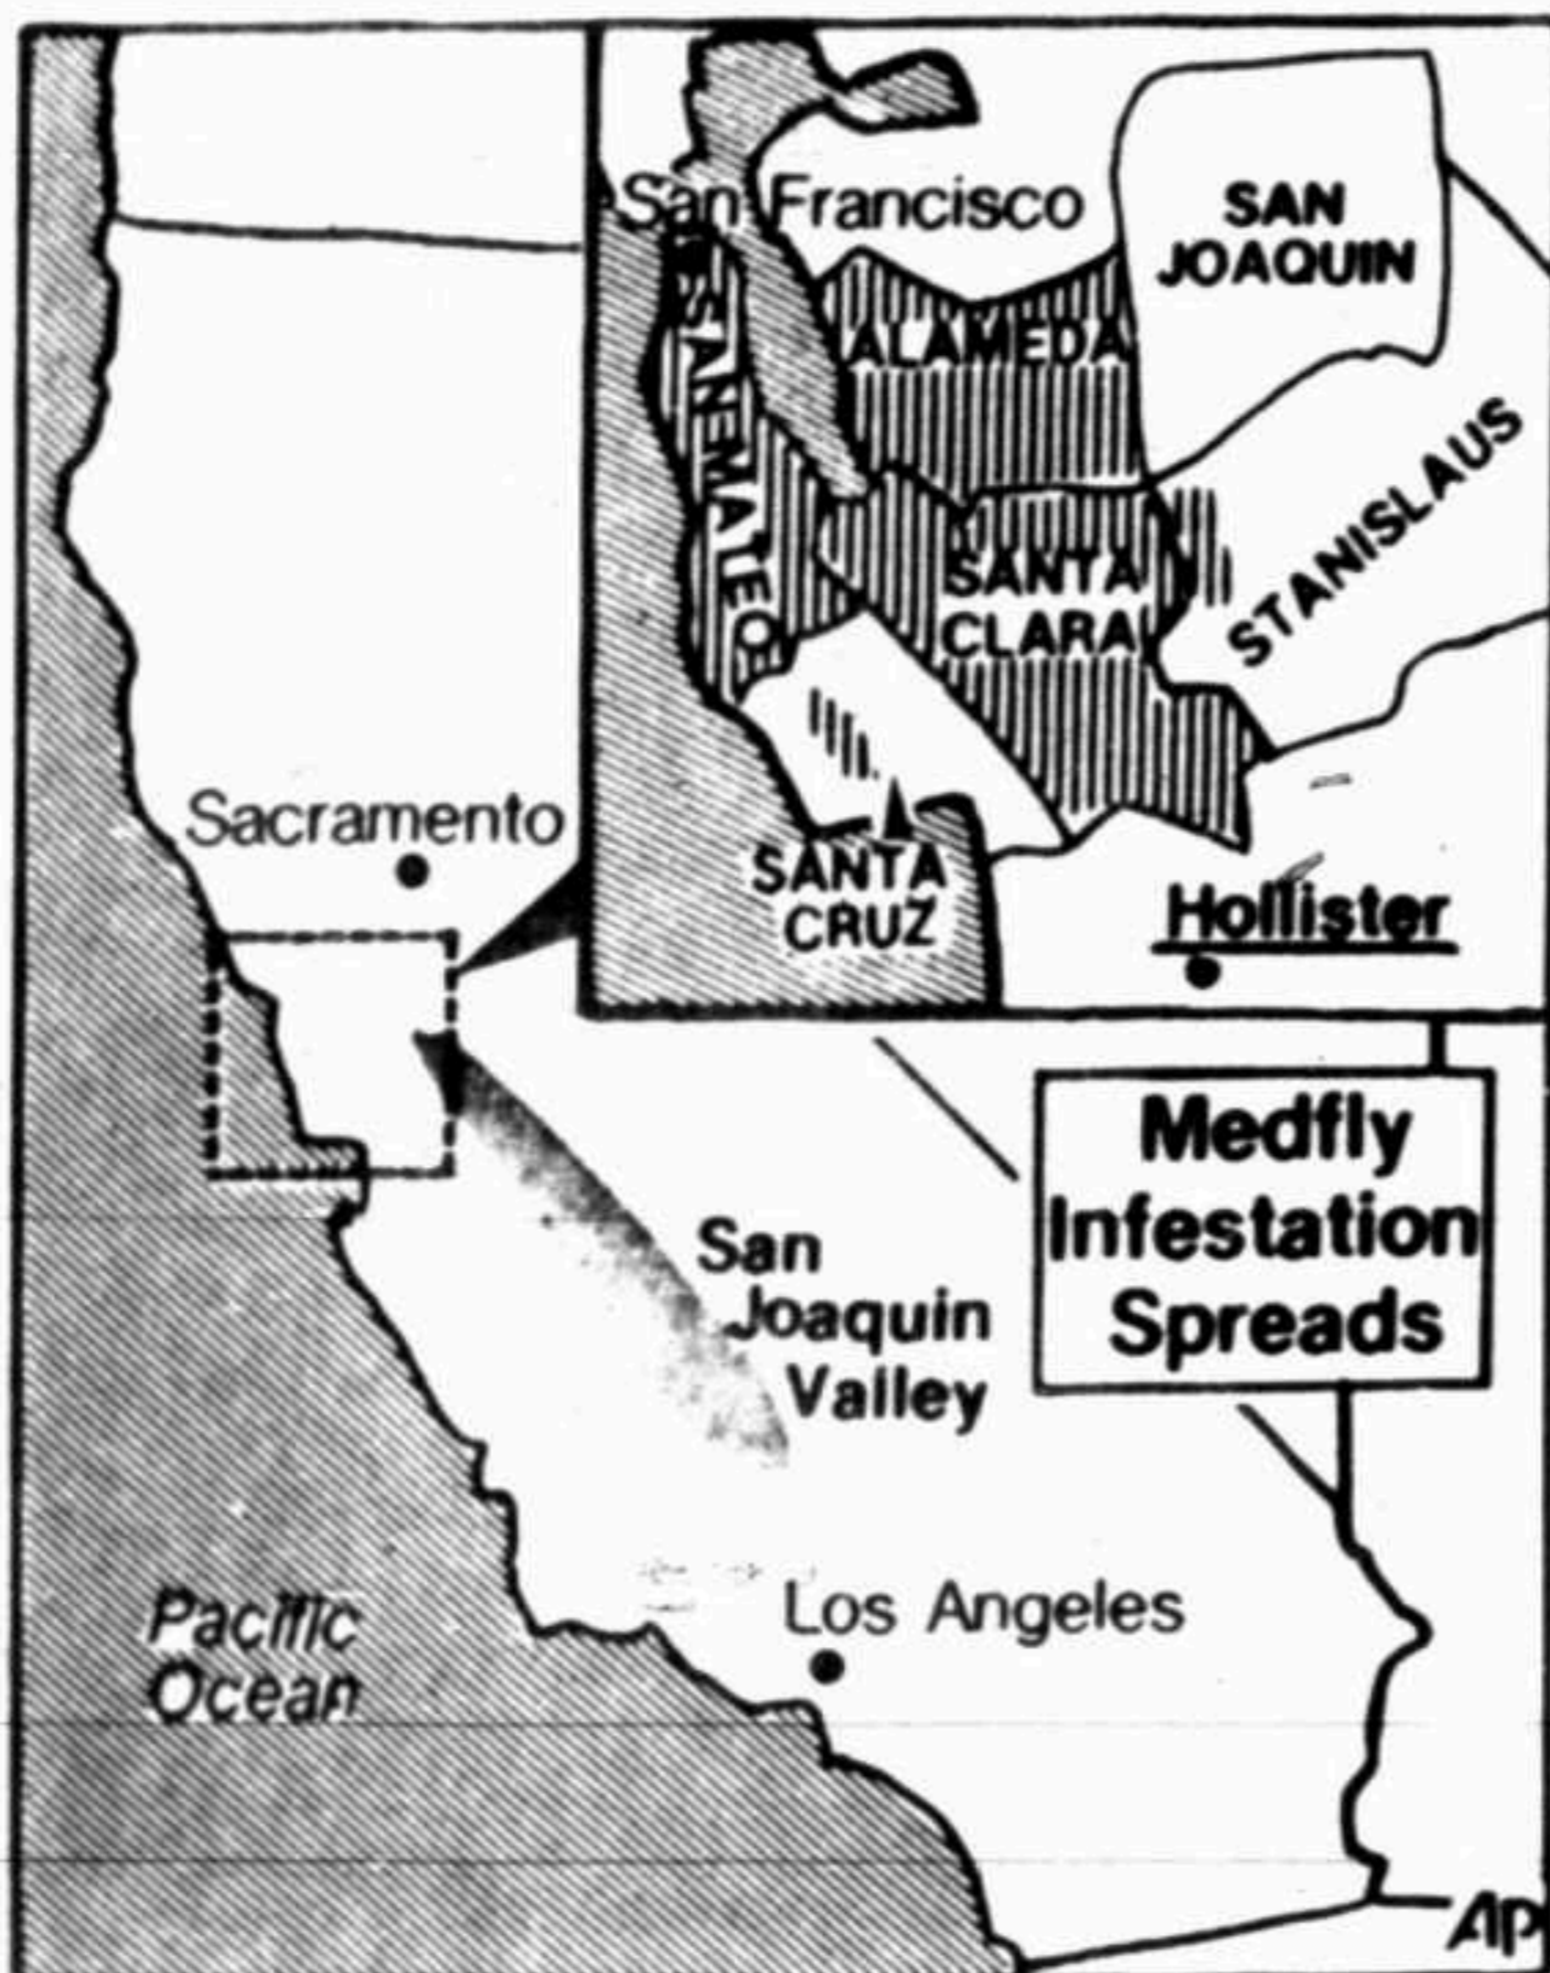 San Francisco
SAN
JOAQUIN
ALAMEDA
SAN MATEO
STANISLAUS
SANTA
CLARA
Sacramento
SANTA
CRUZ
Hollister
Medfly
Infestation
Spreads
San
Joaquin
Valley
Los Angeles
Pacific
Ocean
AP